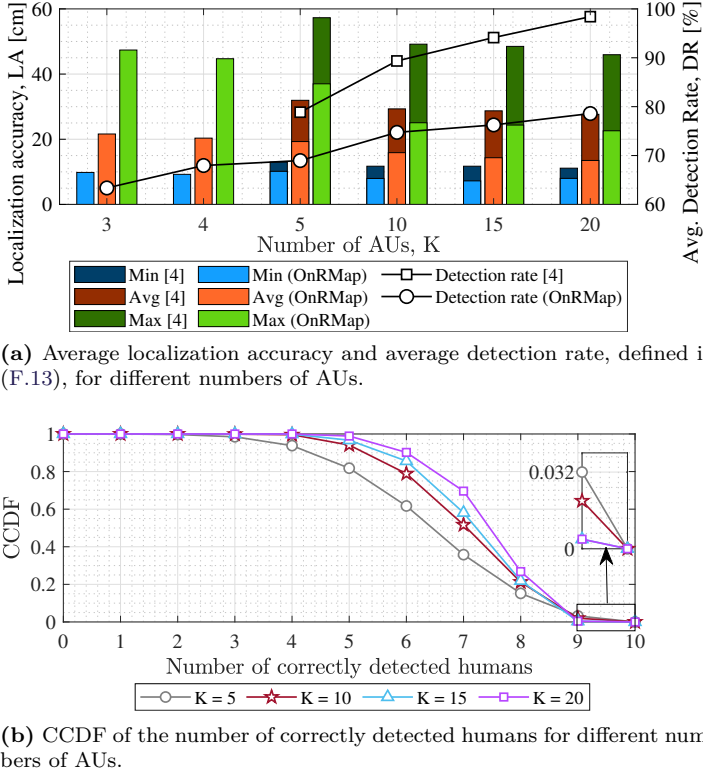 60
40
20
0
Localization accuracy, LA [cm]
100
90
80
70
60
Avg. Detection Rate, DR [%]
3 4 5 10 15 20
Number of AUs, K
Min [4] Min (OnRMap) Detection rate [4]
Avg [4] Avg (OnRMap) Detection rate (OnRMap)
Max [4] Max (OnRMap)
(a) Average localization accuracy and average detection rate, defined i
(F.13), for different numbers of AUs.
1
0.8
0.6
0.4
0.2
0
CCDF
0.032
0
0 1 2 3 4 5 6 7 8 9 10
Number of correctly detected humans
K = 5 K = 10 K = 15 K = 20
(b) CCDF of the number of correctly detected humans for different num
bers of AUs.